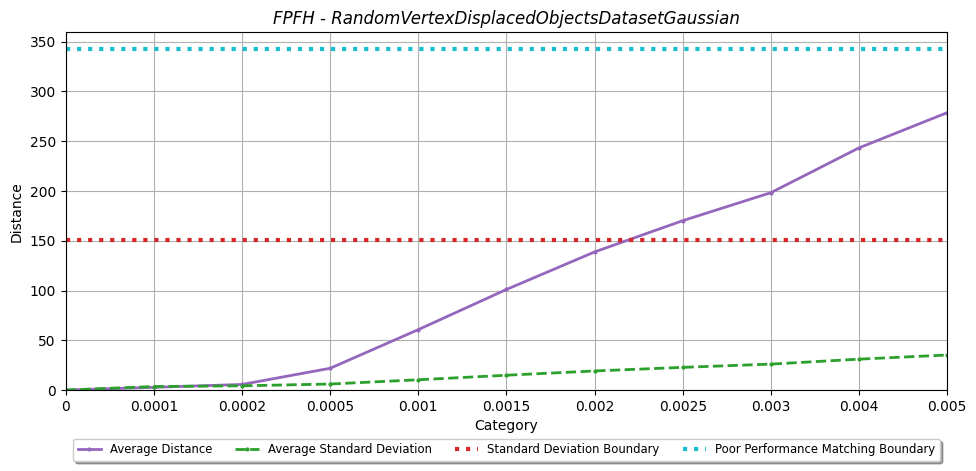 FPFH - RandomVertexDisplacedObjectsDatasetGaussian
350
300
250
200
150
100
50
0
Distance
0 0.0001 0.0002 0.0005 0.001 0.0015 0.002 0.0025 0.003 0.004 0.005
Category
Average Distance Average Standard Deviation Standard Deviation Boundary Poor Performance Matching Boundary